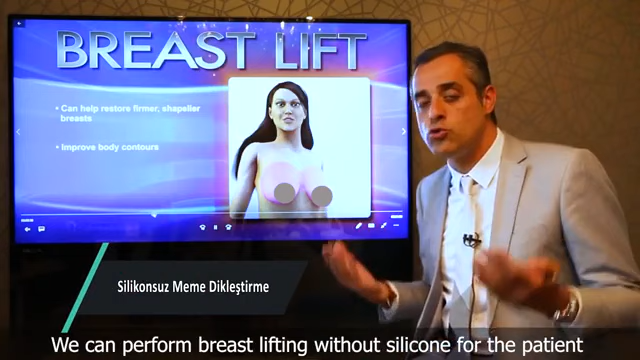 BREAST LIFT
• Can help restore firmer, shapelier
breasts
• Improve body contours
Silikonsuz Meme Dikleştirme
We can perform breast lifting without silicone for the patient